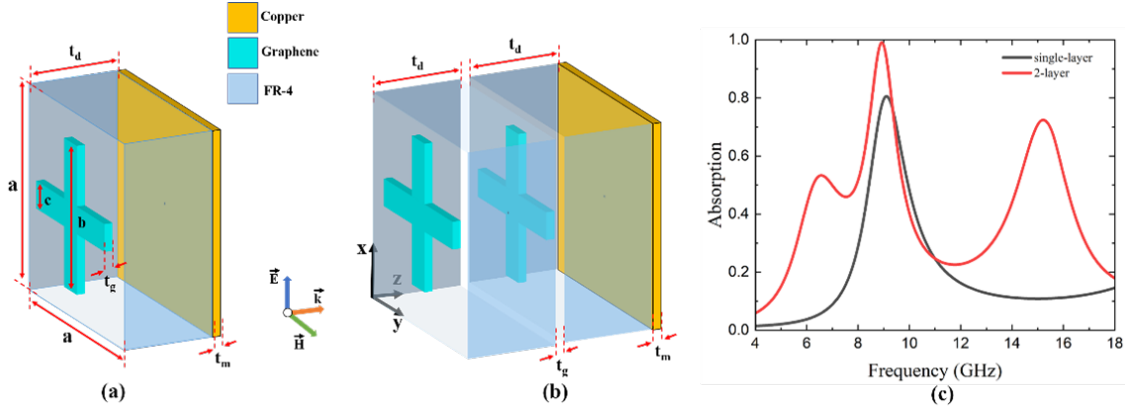 Copper
Graphene
FR-4
t_d
a
c
b
t_g
a
t_m
E
k
H
(a)
t_d
t_d
x
z
y
t_g
t_m
(b)
single-layer
2-layer
Absorption
1.0
0.8
0.6
0.4
0.2
0.0
4 6 8 10 12 14 16 18
Frequency (GHz)
(c)